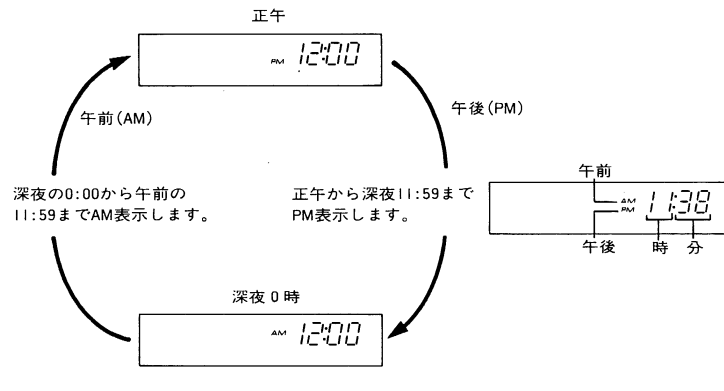 正午
PM 12:00
午前(AM)
午後(PM)
深夜の0:00から午前の
11:59までAM表示します。
正午から深夜11:59まで
PM表示します。
午前
AM
PM
11:38
午後
時
分
深夜0時
AM 12:00